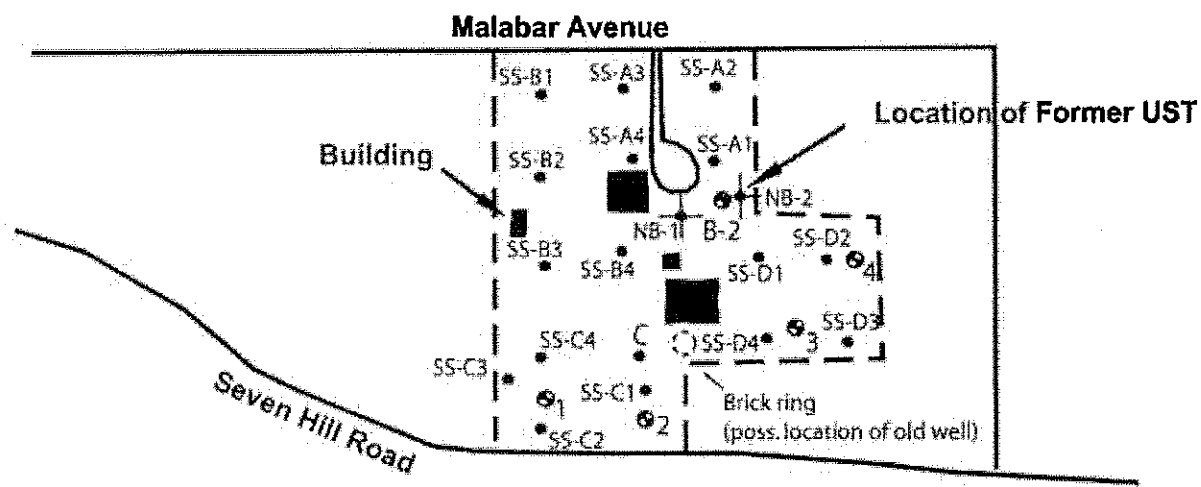 Malabar Avenue
SS-B1
SS-A3
SS-A2
Location of Former UST
SS-A4
SS-A1
Building
SS-B2
NB-2
NB-1
B-2
SS-D2
SS-B3
SS-B4
SS-D1
4
SS-C4
C
SS-D4
3
SS-D3
SS-C3
SS-C1
Brick ring
(poss. location of old well)
1
2
SS-C2
Seven Hill Road